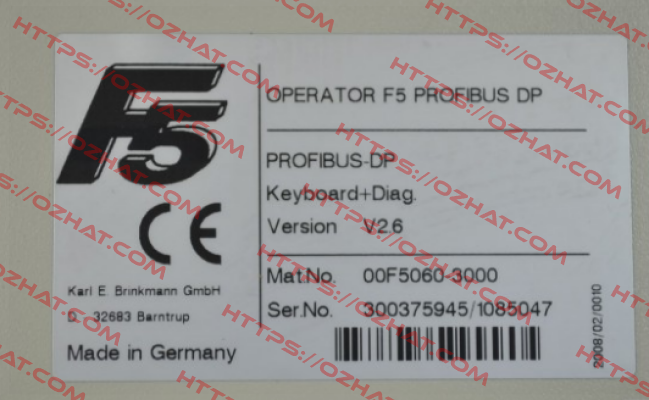 F5
CE
Karl E. Brinkmann GmbH
D 32683 Barntrup
Made in Germany
OPERATOR F5 PROFIBUS DP
PROFIBUS-DP
Keyboard+Diag.
Version V2.6
Mat.No. 00F5060-3000
Ser.No. 300375945/1085047
2008/02/0010
HTTPS://OZHAT.COM